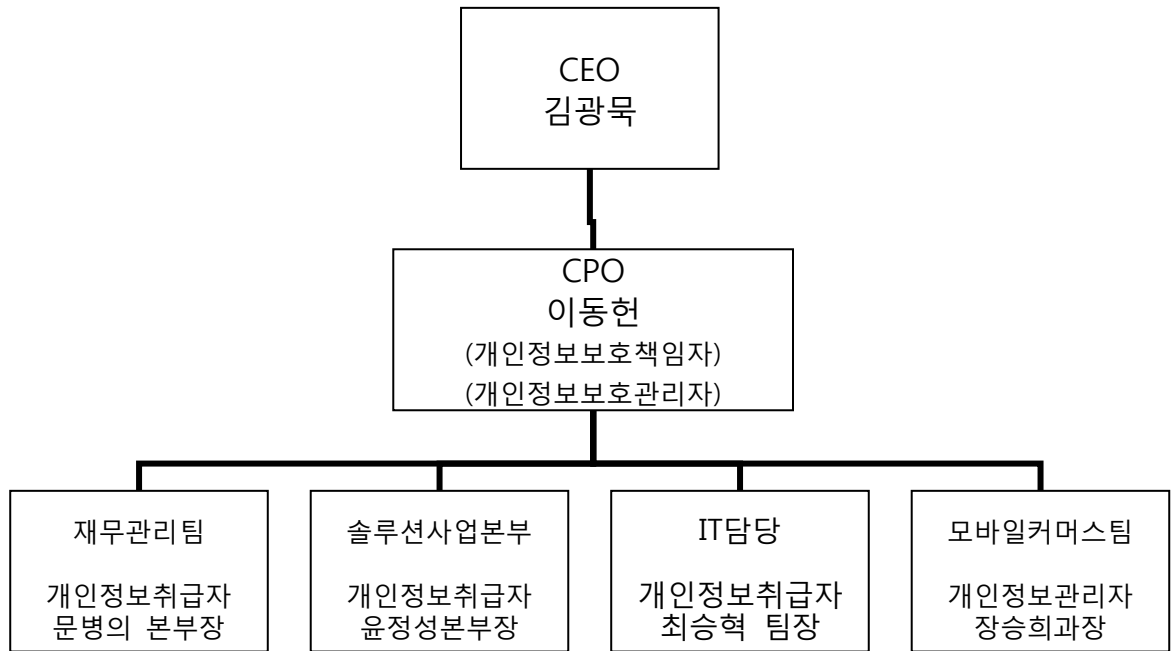 CEO
김광묵
CPO
이동헌
(개인정보보호책임자)
(개인정보보호관리자)
재무관리팀
개인정보취급자
문병의 본부장
솔루션사업본부
개인정보취급자
윤정성본부장
IT담당
개인정보취급자
최승혁 팀장
모바일커머스팀
개인정보관리자
장승희과장